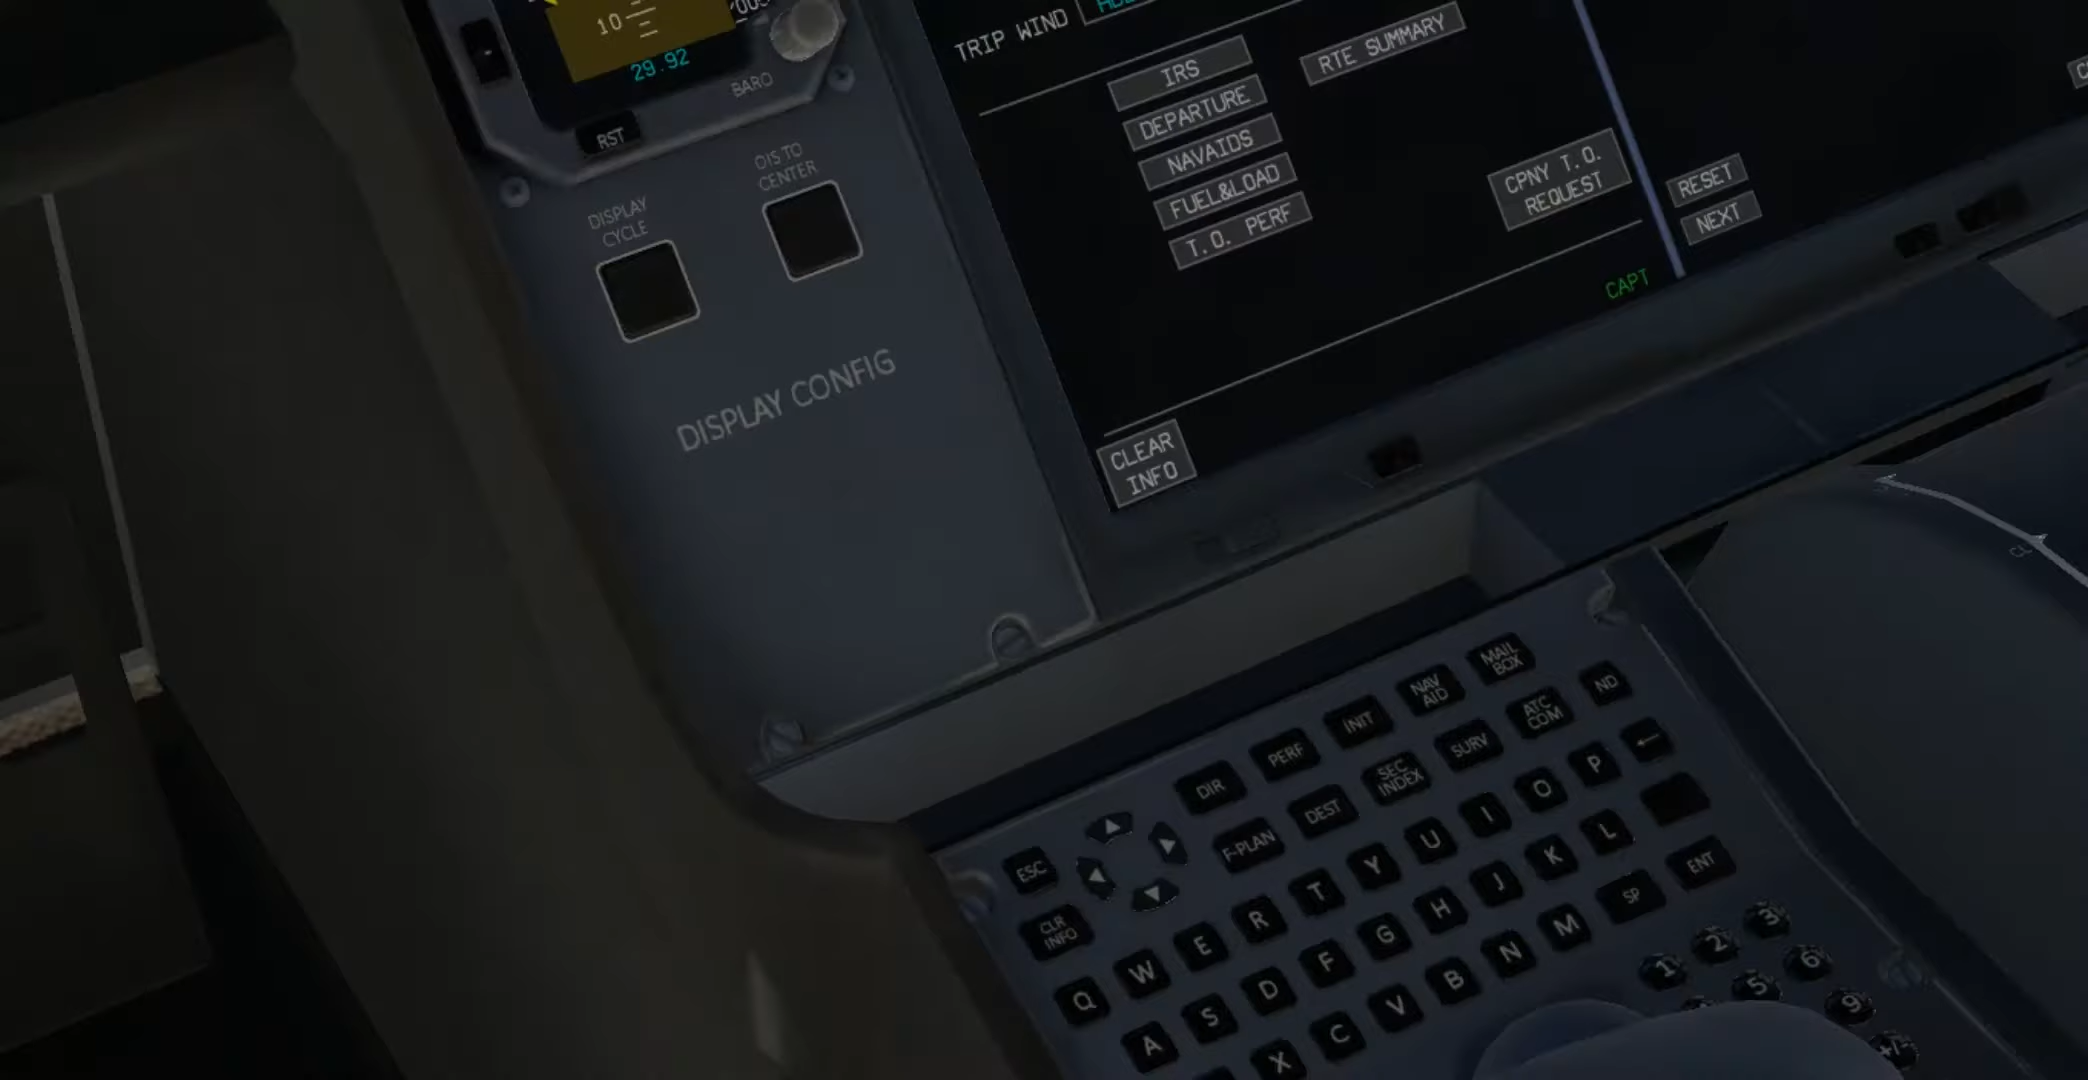 10
29.92
BARO
RST
DISPLAY
CYCLE
DIS TO
CENTER
DISPLAY CONFIG
TRIP WIND
IRS
DEPARTURE
NAVAIDS
FUEL&LOAD
T.O. PERF
RTE SUMMARY
CPNY T.O.
REQUEST
CAPT
CLEAR
INFO
RESET
NEXT
DIR
PERF
INIT
NAV
AID
MAIL
BOX
F-PLAN
DEST
SEC
INDEX
SURV
ATC
COM
ND
ESC
▲
◀
▶
▼
CLR
INFO
Q W E R T Y U I O P ←
A S D F G H J K L
X C V B N M SP ENT
1 2 3
5 6
9
+/-